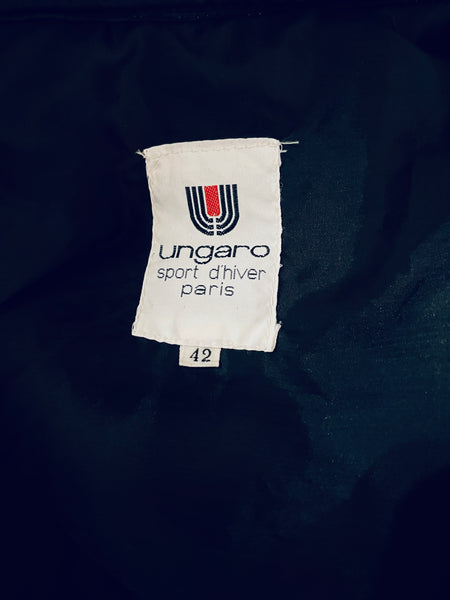 ungaro
sport d'hiver
paris
42